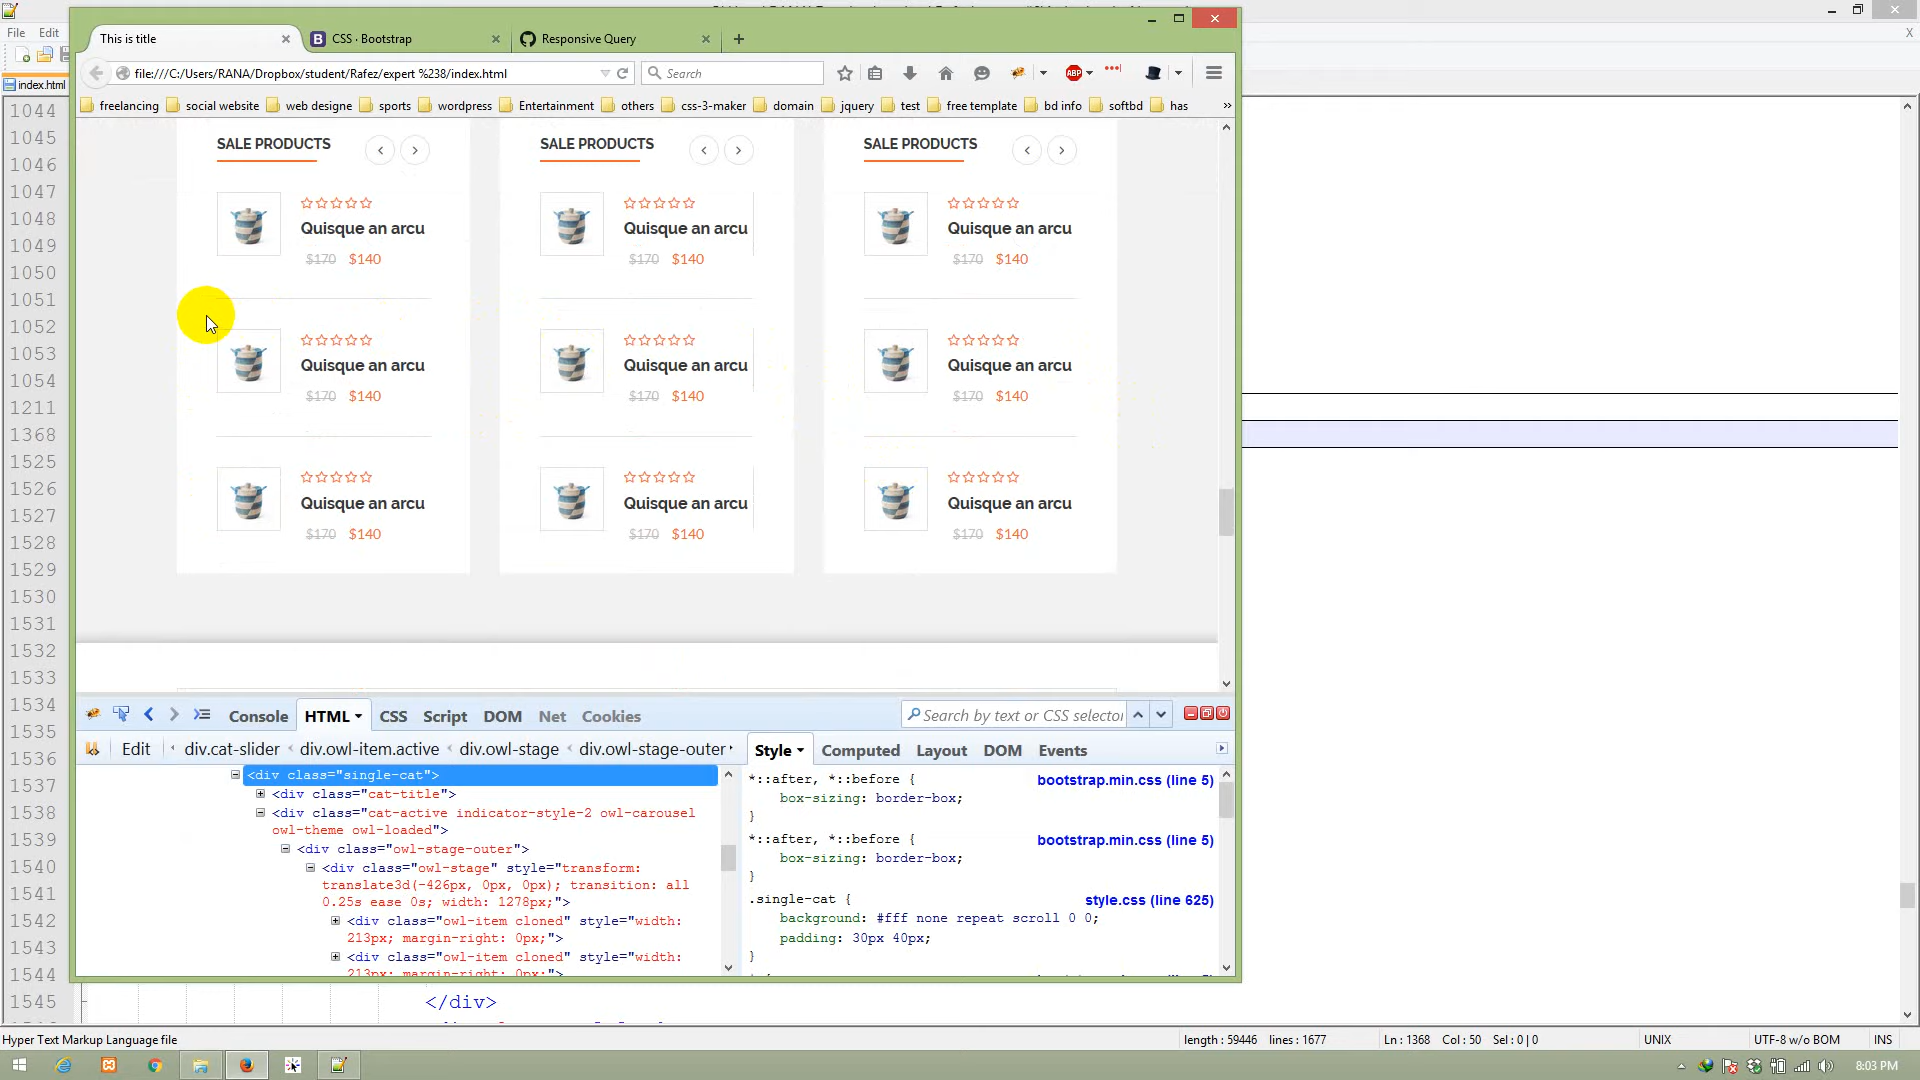 File Edit
index.html
This is title
CSS · Bootstrap
Responsive Query
file:///C:/Users/RANA/Dropbox/student/Rafez/expert %238/index.html
Search
ABP
freelancing social website web designe sports wordpress Entertainment others css-3-maker domain jquery test free template bd info softbd has
1044
1045
1046
1047
1048
1049
1050
1051
1052
1053
1054
1211
1368
1525
1526
1527
1528
1529
1530
1531
1532
1533
1534
1535
1536
1537
1538
1539
1540
1541
1542
1543
1544
1545
SALE PRODUCTS SALE PRODUCTS SALE PRODUCTS
Quisque an arcu Quisque an arcu Quisque an arcu
$170 $140 $170 $140 $170 $140
Quisque an arcu Quisque an arcu Quisque an arcu
$170 $140 $170 $140 $170 $140
Quisque an arcu Quisque an arcu Quisque an arcu
$170 $140 $170 $140 $170 $140
Console HTML CSS Script DOM Net Cookies
Search by text or CSS selector
Edit div.cat-slider div.owl-item.active div.owl-stage div.owl-stage-outer
Style Computed Layout DOM Events
<div class="single-cat">
<div class="cat-title">
<div class="cat-active indicator-style-2 owl-carousel
owl-theme owl-loaded">
<div class="owl-stage-outer">
<div class="owl-stage" style="transform:
translate3d(-426px, 0px, 0px); transition: all
0.25s ease 0s; width: 1278px;">
<div class="owl-item cloned" style="width:
213px; margin-right: 0px;">
<div class="owl-item cloned" style="width:
213px; margin-right: 0px;">
*::after, *::before { bootstrap.min.css (line 5)
box-sizing: border-box;
}
*::after, *::before { bootstrap.min.css (line 5)
box-sizing: border-box;
}
.single-cat { style.css (line 625)
background: #fff none repeat scroll 0 0;
padding: 30px 40px;
}
</div>
Hyper Text Markup Language file
length : 59446 lines : 1677
Ln : 1368 Col : 50 Sel : 0 | 0
UNIX
UTF-8 w/o BOM
INS
8:03 PM